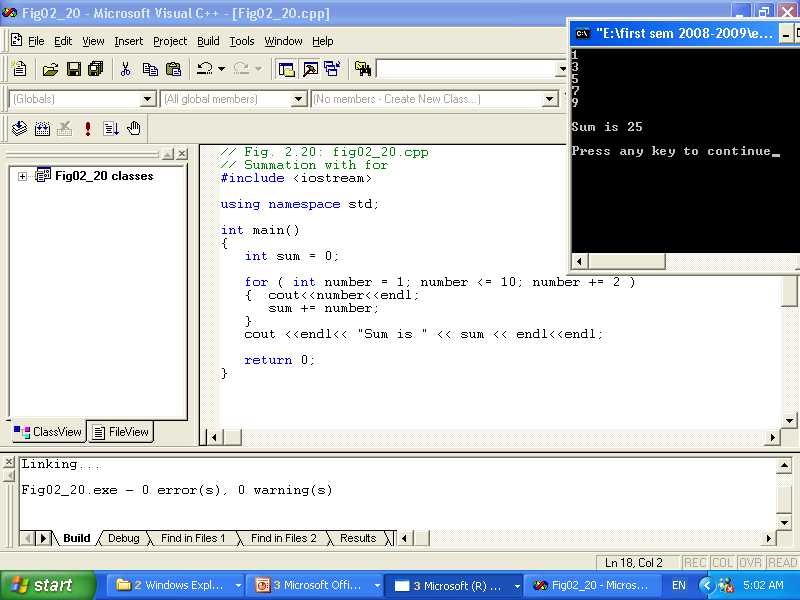 Fig02_20 - Microsoft Visual C++ - [Fig02_20.cpp]
File Edit View Insert Project Build Tools Window Help
(Globals) (All global members) (No members - Create New Class...)
"E:\first sem 2008-2009\e...
1
3
5
7
9
Sum is 25
Press any key to continue_
Fig02_20 classes
ClassView FileView
// Fig. 2.20: fig02_20.cpp
// Summation with for
#include <iostream>
using namespace std;
int main()
{
int sum = 0;
for ( int number = 1; number <= 10; number += 2 )
{ cout<<number<<endl;
sum += number;
}
cout <<endl<< "Sum is " << sum << endl<<endl;
return 0;
}
Linking...
Fig02_20.exe - 0 error(s), 0 warning(s)
Build Debug Find in Files 1 Find in Files 2 Results
Ln 18, Col 2 REC COL OVR READ
start 2 Windows Expl... 3 Microsoft Offi... 3 Microsoft (R) ... Fig02_20 - Micros... EN 5:02 AM